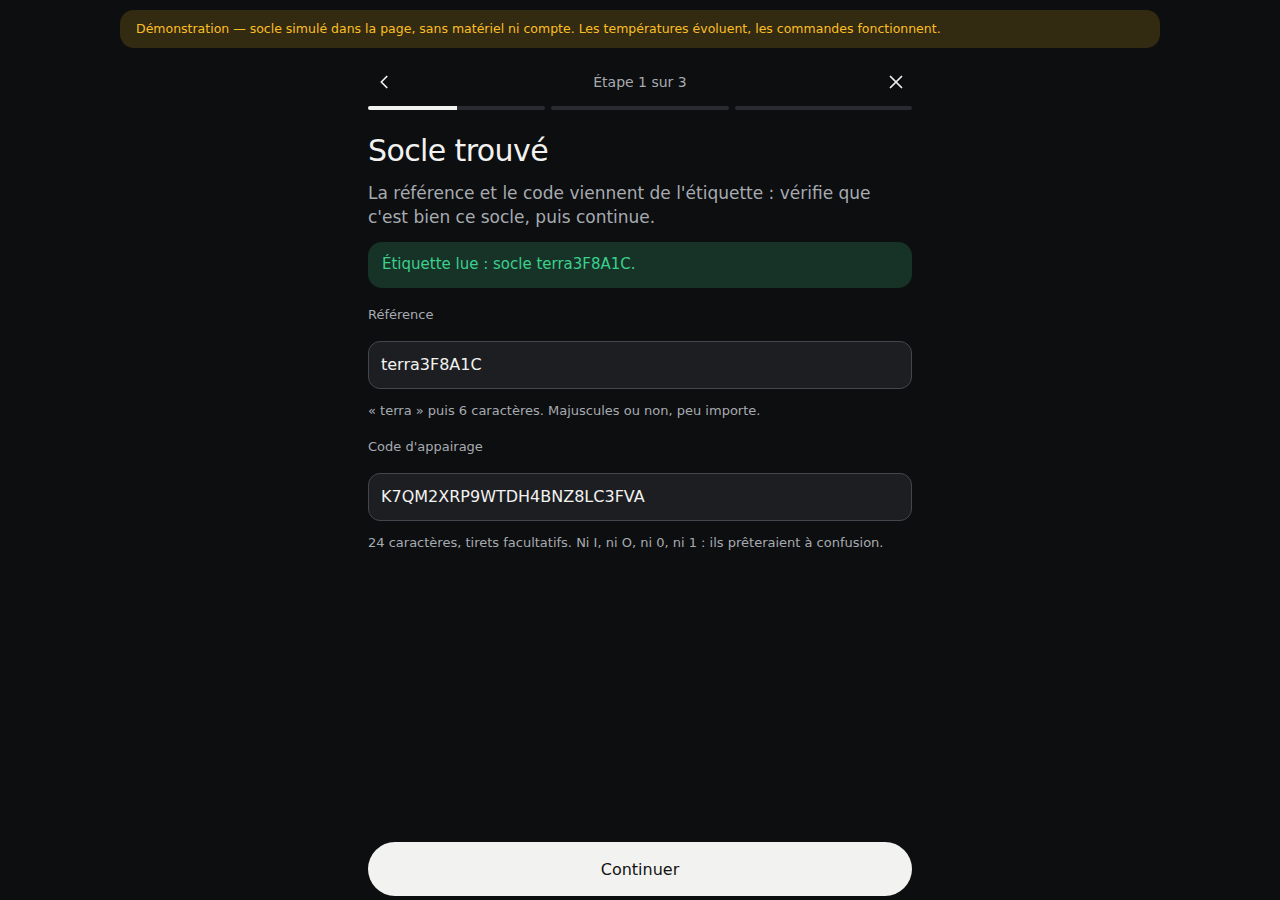 Démonstration — socle simulé dans la page, sans matériel ni compte. Les températures évoluent, les commandes fonctionnent.
Étape 1 sur 3
Socle trouvé
La référence et le code viennent de l'étiquette : vérifie que
c'est bien ce socle, puis continue.
Étiquette lue : socle terra3F8A1C.
Référence
terra3F8A1C
« terra » puis 6 caractères. Majuscules ou non, peu importe.
Code d'appairage
K7QM2XRP9WTDH4BNZ8LC3FVA
24 caractères, tirets facultatifs. Ni I, ni O, ni 0, ni 1 : ils prêteraient à confusion.
Continuer